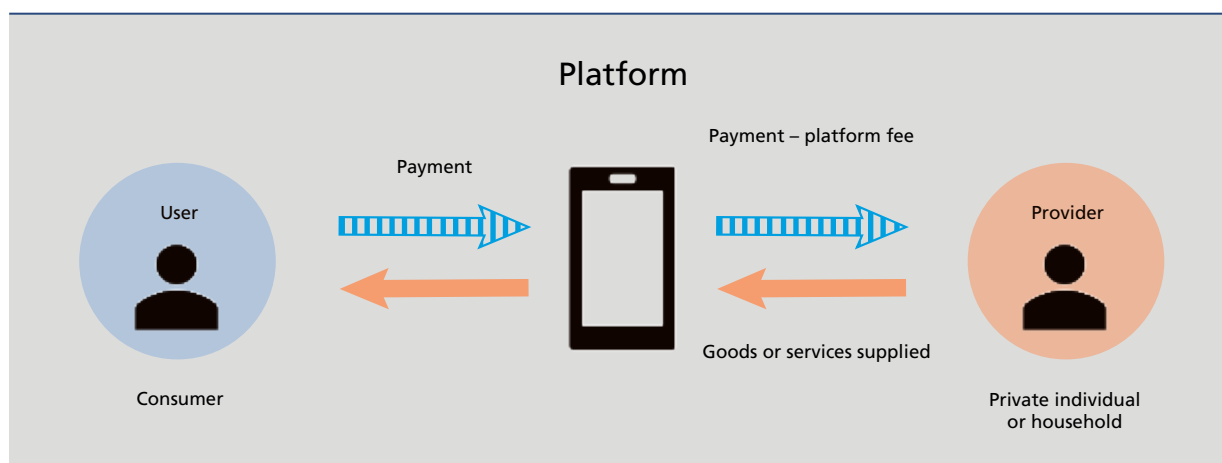 Platform
Payment – platform fee
Payment
User
Provider
Goods or services supplied
Consumer
Private individual
or household